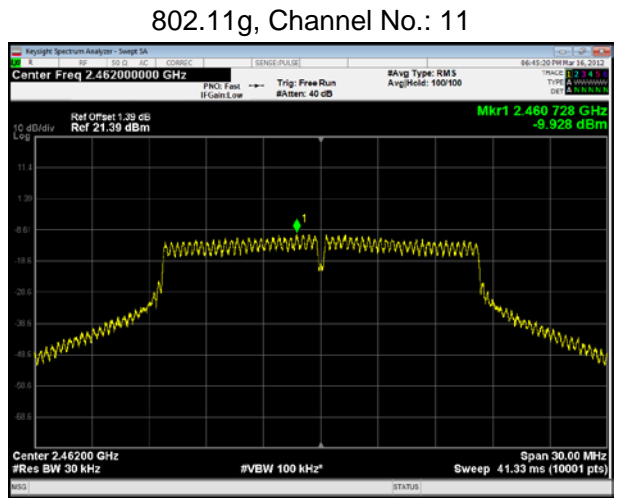 802.11g, Channel No.: 11
Keysight Spectrum Analyzer - Swept SA
R RF 50 Ω AC CORREC SENSE:PULSE 06:45:20 PM Mar 16, 2012
Center Freq 2.462000000 GHz #Avg Type: RMS TRACE 1 2 3 4 5 6
PNO: Fast Trig: Free Run Avg|Hold: 100/100 TYPE A WWWWW
IFGain:Low #Atten: 40 dB DET A N N N N N
Mkr1 2.460 728 GHz
Ref Offset 1.39 dB
10 dB/div Ref 21.39 dBm -9.928 dBm
Log
11.4
1.39
1
-8.61
-18.6
-28.6
-38.6
-48.6
-58.6
-68.6
Center 2.46200 GHz Span 30.00 MHz
#Res BW 30 kHz #VBW 100 kHz* Sweep 41.33 ms (10001 pts)
MSG STATUS